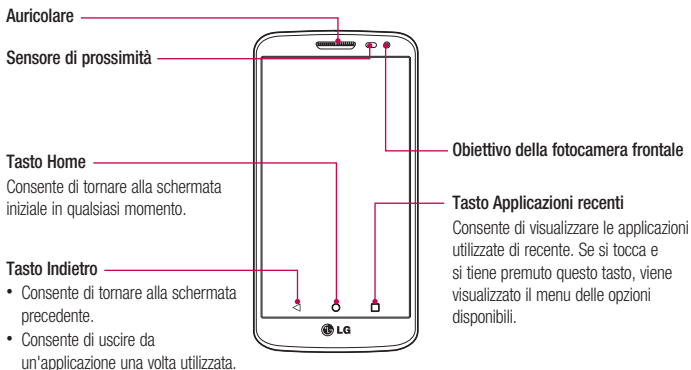 Auricolare
Sensore di prossimità
Tasto Home
Consente di tornare alla schermata
iniziale in qualsiasi momento.
Tasto Indietro
• Consente di tornare alla schermata
precedente.
• Consente di uscire da
un'applicazione una volta utilizzata.
LG
Obiettivo della fotocamera frontale
Tasto Applicazioni recenti
Consente di visualizzare le applicazioni
utilizzate di recente. Se si tocca e
si tiene premuto questo tasto, viene
visualizzato il menu delle opzioni
disponibili.